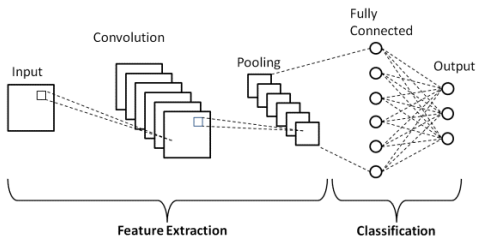 Input
Convolution
Pooling
Fully
Connected
Output
Feature Extraction
Classification